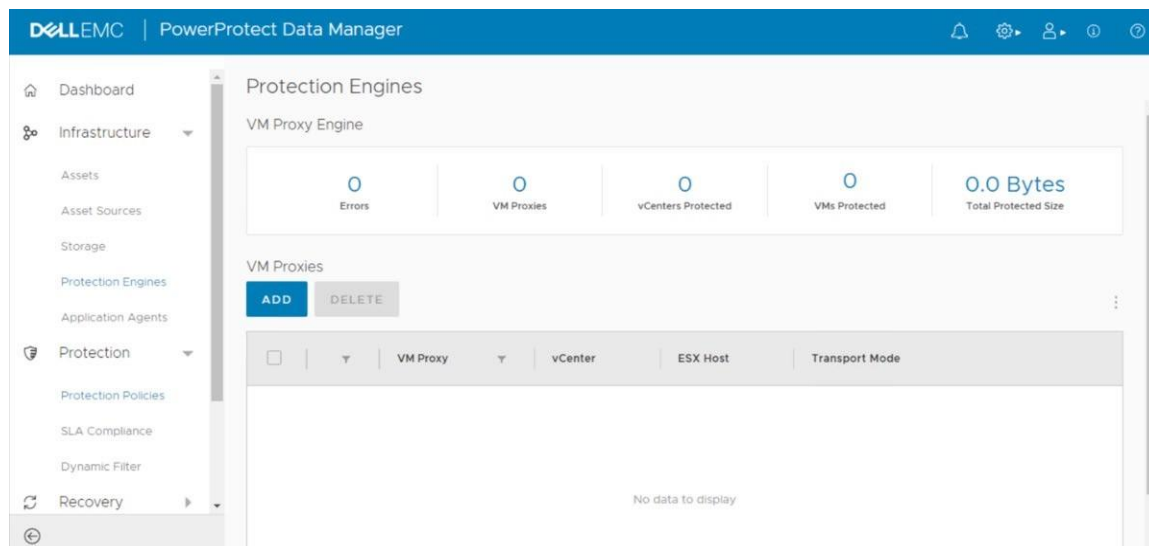 DELLEMC | PowerProtect Data Manager
Dashboard
Infrastructure
Assets
Asset Sources
Storage
Protection Engines
Application Agents
Protection
Protection Policies
SLA Compliance
Dynamic Filter
Recovery
Protection Engines
VM Proxy Engine
0 0 0 0 0.0 Bytes
Errors VM Proxies vCenters Protected VMs Protected Total Protected Size
VM Proxies
ADD DELETE
VM Proxy vCenter ESX Host Transport Mode
No data to display